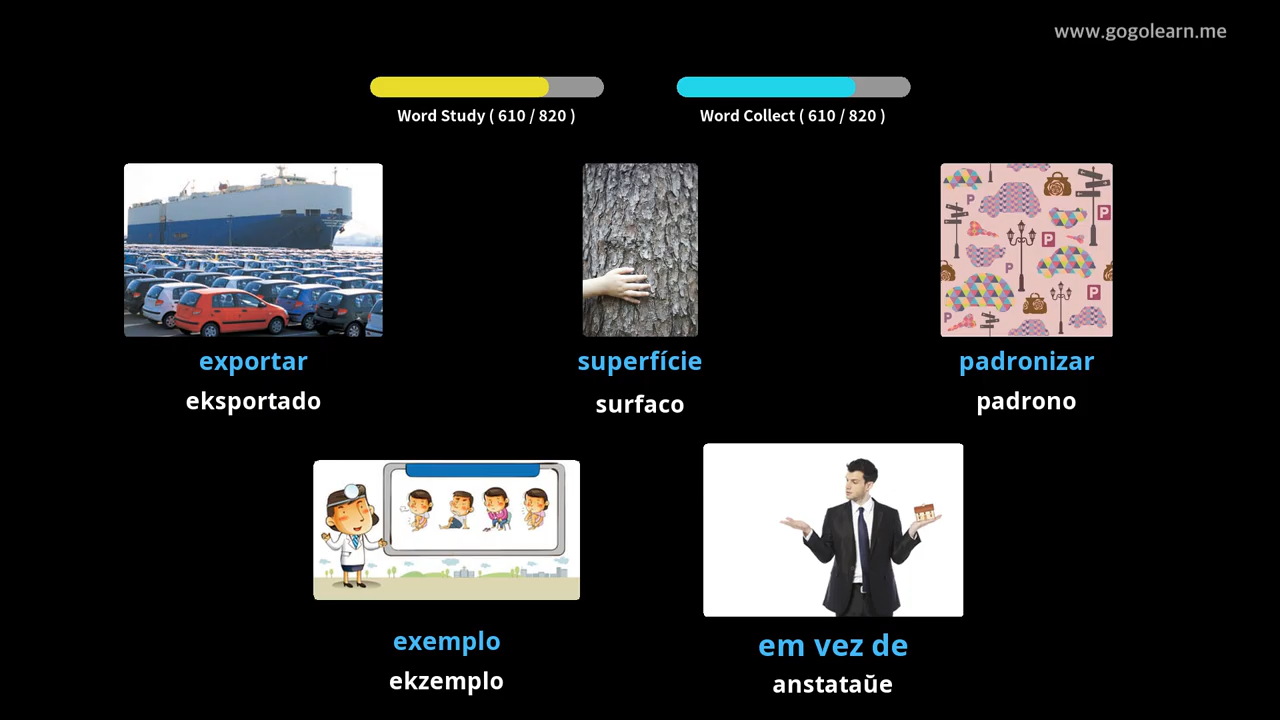 www.gogolearn.me
Word Study ( 610 / 820 )
Word Collect ( 610 / 820 )
exportar
eksportado
superfície
surfaco
padronizar
padrono
P
P
P
P
P
P
exemplo
ekzemplo
em vez de
anstataŭe